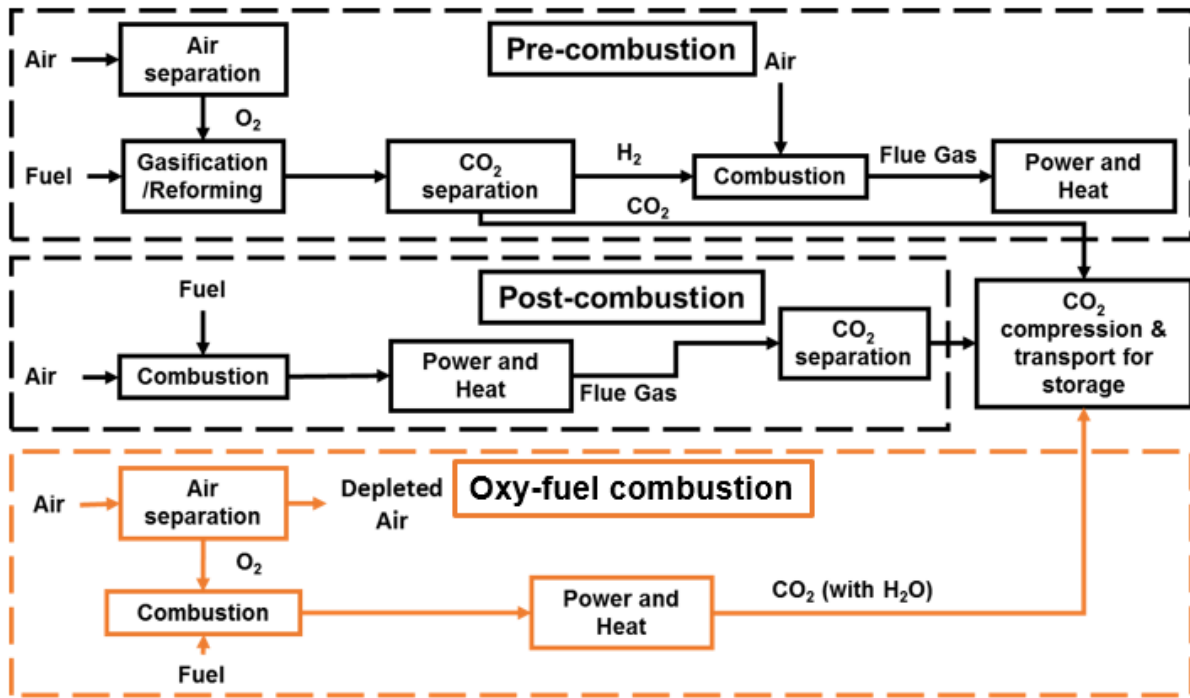 Pre-combustion
Air
Air
separation
Air
O₂
Fuel
Gasification
/Reforming
CO₂
separation
H₂
CO₂
Combustion
Flue Gas
Power and
Heat
Post-combustion
Fuel
Air
Combustion
Power and
Heat
Flue Gas
CO₂
separation
CO₂
compression &
transport for
storage
Oxy-fuel combustion
Air
Air
separation
Depleted
Air
O₂
Combustion
Fuel
Power and
Heat
CO₂ (with H₂O)